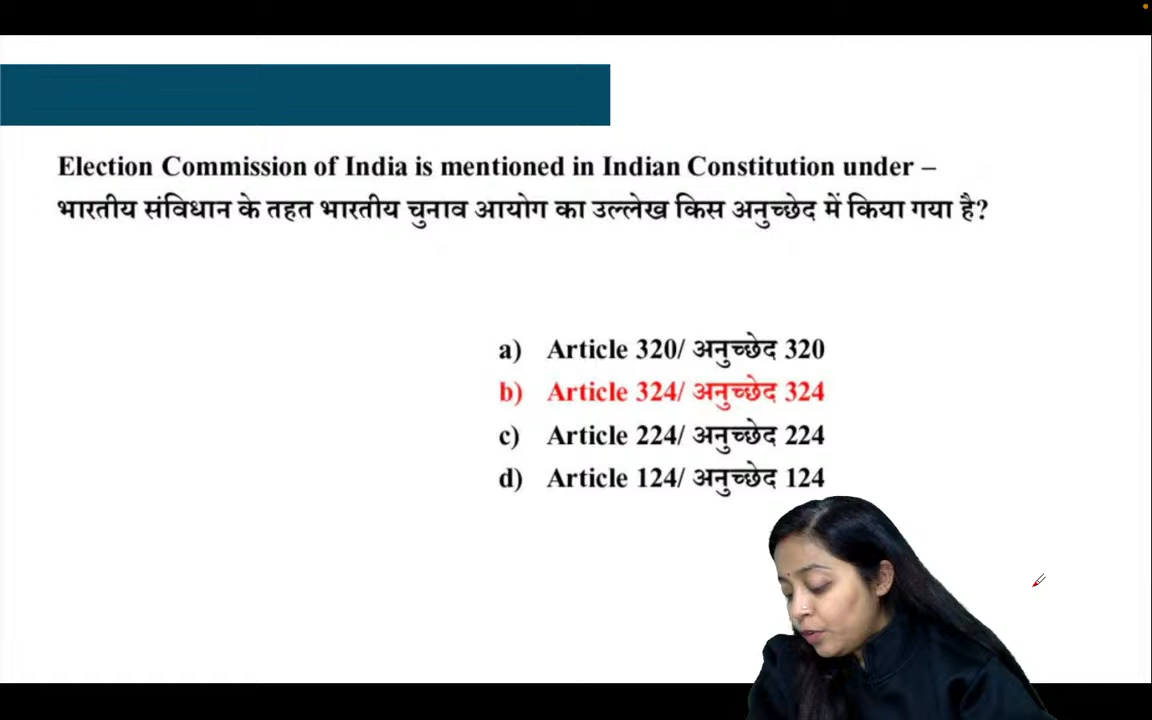 Election Commission of India is mentioned in Indian Constitution under –
भारतीय संविधान के तहत भारतीय चुनाव आयोग का उल्लेख किस अनुच्छेद में किया गया है?
a) Article 320/ अनुच्छेद 320
b) Article 324/ अनुच्छेद 324
c) Article 224/ अनुच्छेद 224
d) Article 124/ अनुच्छेद 124